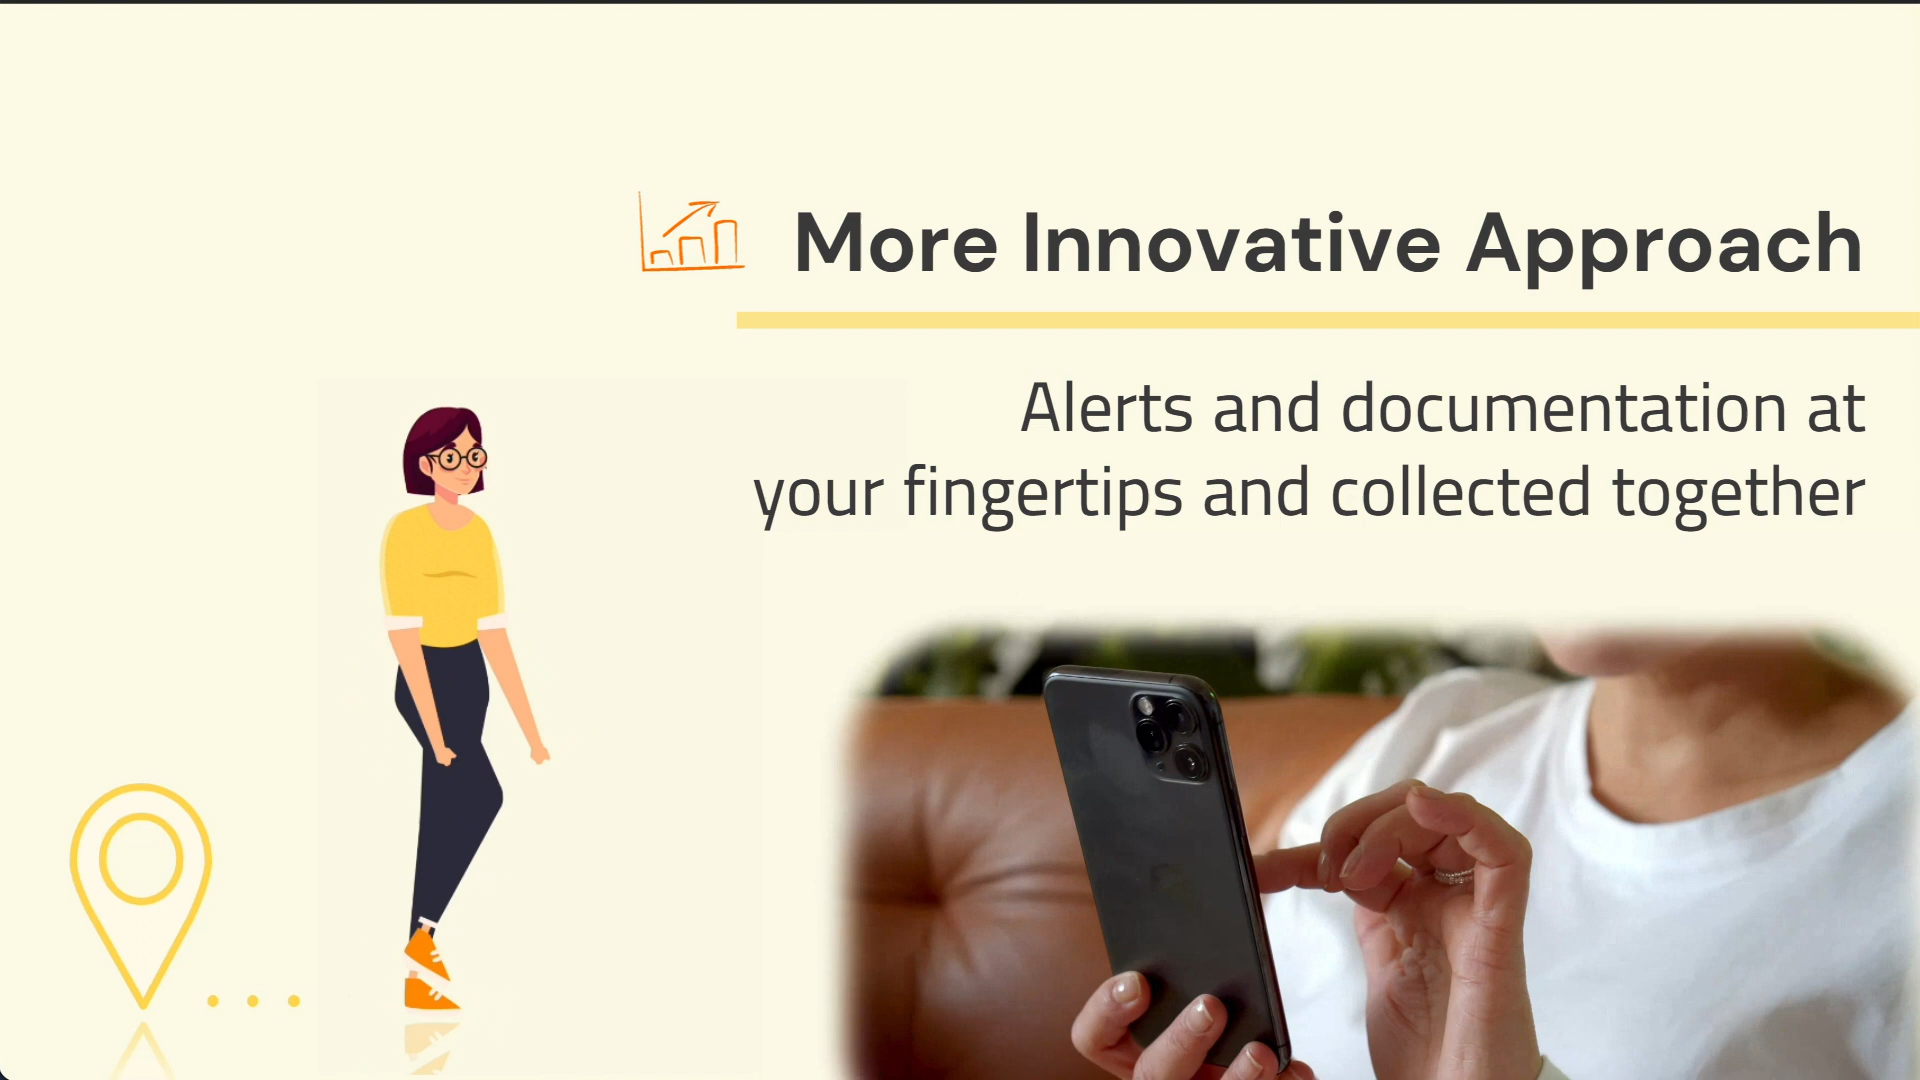 More Innovative Approach
Alerts and documentation at
your fingertips and collected together